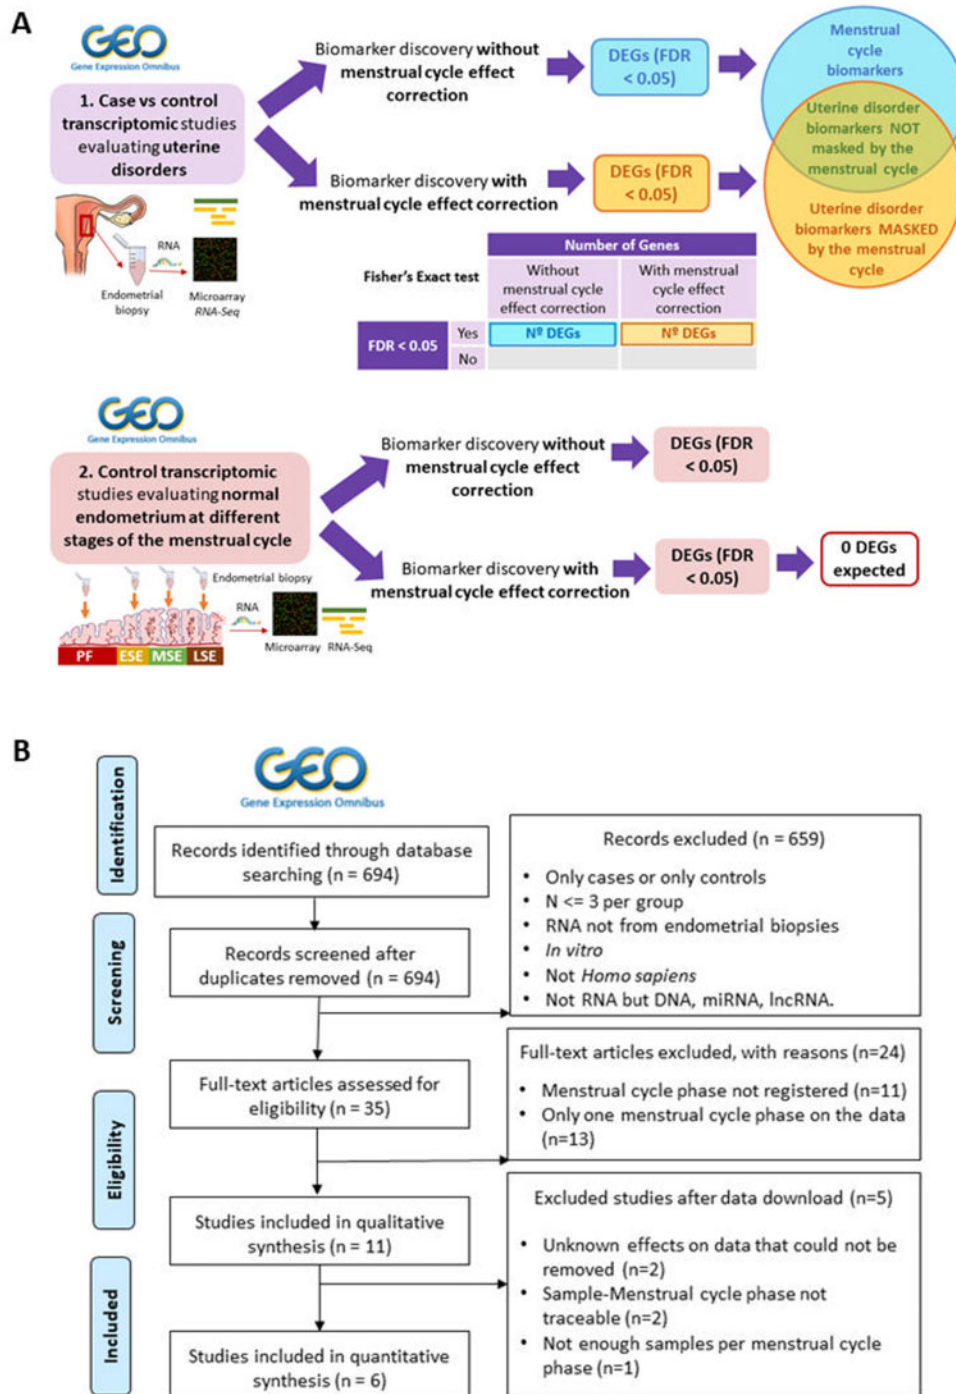 A
GEO
Gene Expression Omnibus
1. Case vs control
transcriptomic studies
evaluating uterine
disorders
RNA
Endometrial
biopsy
Microarray
RNA-Seq
Biomarker discovery without
menstrual cycle effect
correction
DEGs (FDR
< 0.05)
Biomarker discovery with
menstrual cycle effect correction
DEGs (FDR
< 0.05)
Menstrual
cycle
biomarkers
Uterine disorder
biomarkers NOT
masked by the
menstrual cycle
Uterine disorder
biomarkers MASKED
by the menstrual
cycle
Number of Genes
Fisher's Exact test
Without
menstrual cycle
effect correction
With menstrual
cycle effect
correction
FDR < 0.05
Yes
Nº DEGs
Nº DEGs
No
GEO
Gene Expression Omnibus
2. Control transcriptomic
studies evaluating normal
endometrium at different
stages of the menstrual cycle
Endometrial biopsy
RNA
Microarray
RNA-Seq
PF
ESE
MSE
LSE
Biomarker discovery without
menstrual cycle effect
correction
DEGs (FDR
< 0.05)
Biomarker discovery with
menstrual cycle effect correction
DEGs (FDR
< 0.05)
0 DEGs
expected
B
GEO
Gene Expression Omnibus
Identification
Records identified through database
searching (n = 694)
Records excluded (n = 659)
• Only cases or only controls
• N <= 3 per group
• RNA not from endometrial biopsies
• In vitro
• Not Homo sapiens
• Not RNA but DNA, miRNA, lncRNA.
Screening
Records screened after
duplicates removed (n = 694)
Eligibility
Full-text articles assessed for
eligibility (n = 35)
Full-text articles excluded, with reasons (n=24)
• Menstrual cycle phase not registered (n=11)
• Only one menstrual cycle phase on the data
(n=13)
Studies included in qualitative
synthesis (n = 11)
Excluded studies after data download (n=5)
• Unknown effects on data that could not be
removed (n=2)
• Sample-Menstrual cycle phase not
traceable (n=2)
• Not enough samples per menstrual cycle
phase (n=1)
Included
Studies included in quantitative
synthesis (n = 6)